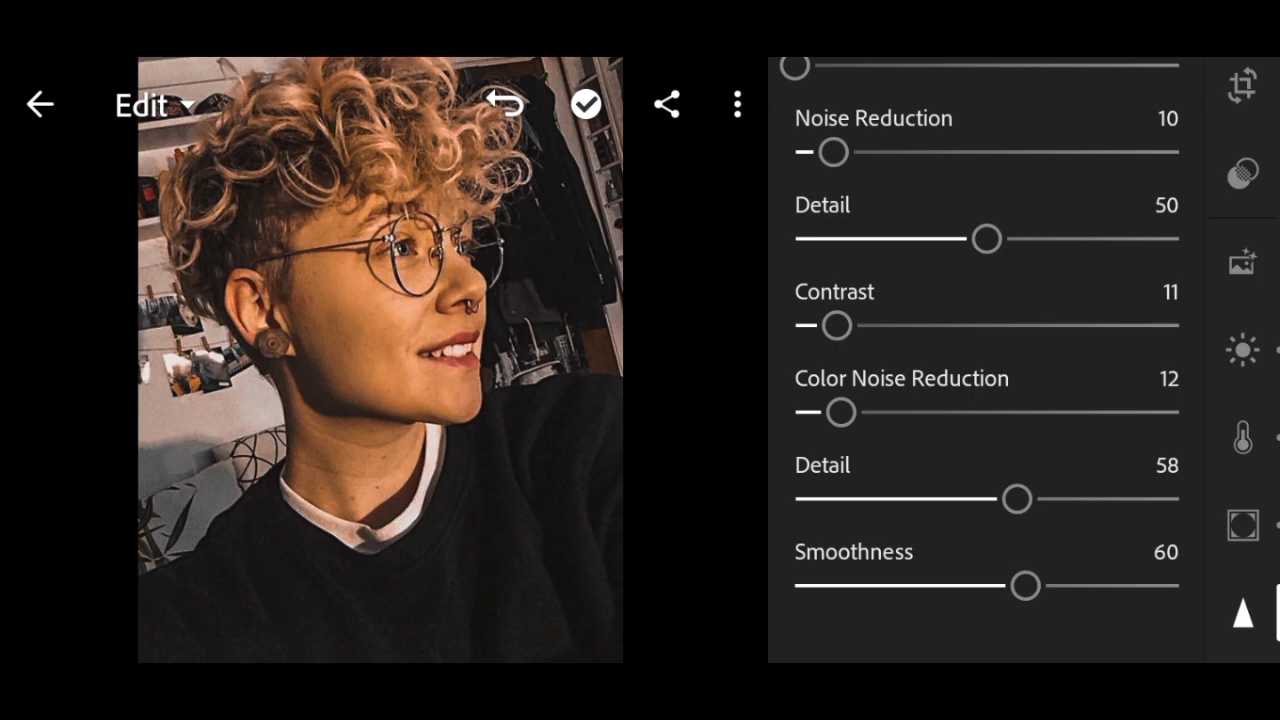 Edit
Noise Reduction 10
Detail 50
Contrast 11
Color Noise Reduction 12
Detail 58
Smoothness 60